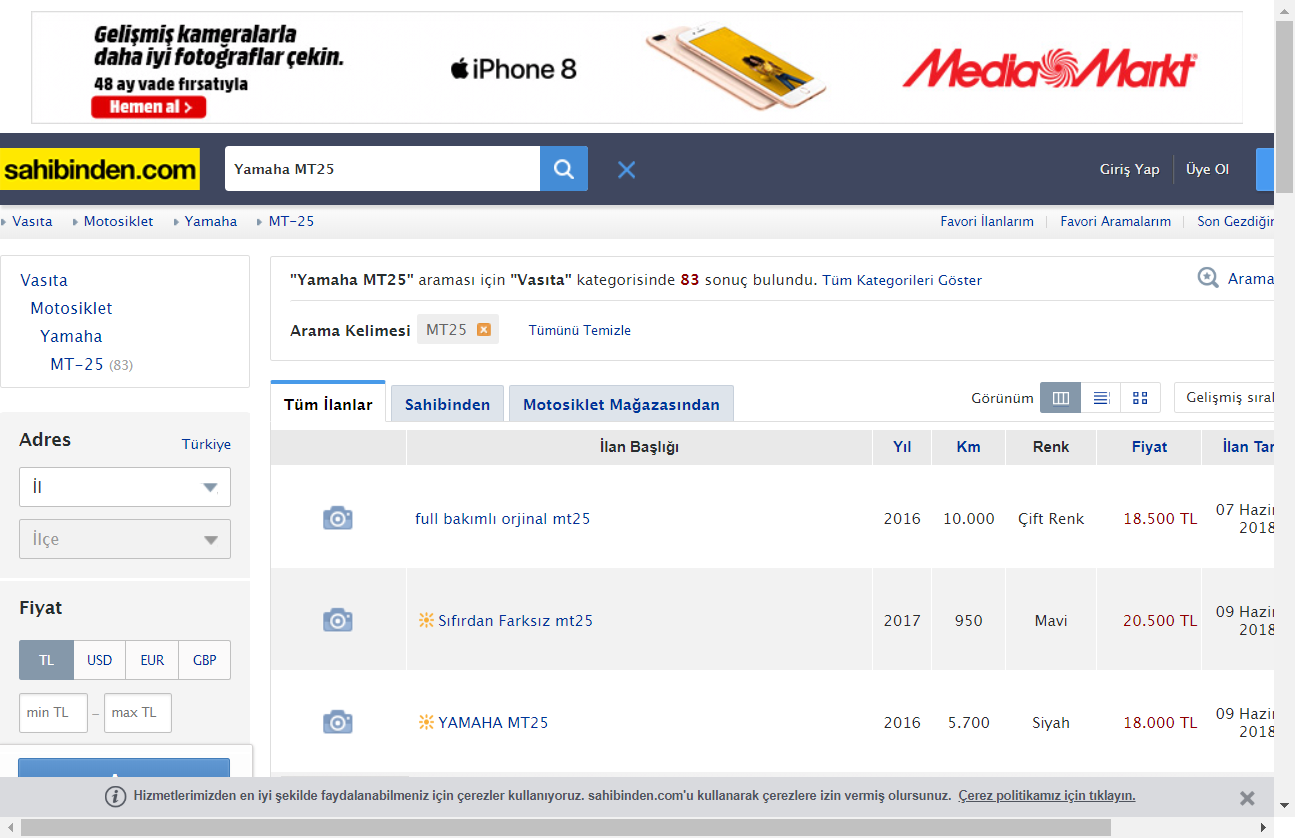 Gelişmiş kameralarla
daha iyi fotoğraflar çekin.
48 ay vade fırsatıyla
Hemen al >
iPhone 8
Media Markt
sahibinden.com
Yamaha MT25
Giriş Yap
Üye Ol
Vasıta Motosiklet Yamaha MT-25
Favori İlanlarım Favori Aramalarım Son Gezdiğim
Vasıta
Motosiklet
Yamaha
MT-25 (83)
"Yamaha MT25" araması için "Vasıta" kategorisinde 83 sonuç bulundu. Tüm Kategorileri Göster
Arama
Arama Kelimesi MT25 Tümünü Temizle
Adres
Türkiye
İl
İlçe
Fiyat
TL USD EUR GBP
min TL – max TL
Tüm İlanlar Sahibinden Motosiklet Mağazasından
Görünüm
Gelişmiş sıral
İlan Başlığı Yıl Km Renk Fiyat İlan Tar
full bakımlı orjinal mt25 2016 10.000 Çift Renk 18.500 TL 07 Hazir
2018
Sıfırdan Farksız mt25 2017 950 Mavi 20.500 TL 09 Hazir
2018
YAMAHA MT25 2016 5.700 Siyah 18.000 TL 09 Hazir
2018
Hizmetlerimizden en iyi şekilde faydalanabilmeniz için çerezler kullanıyoruz. sahibinden.com'u kullanarak çerezlere izin vermiş olursunuz. Çerez politikamız için tıklayın.